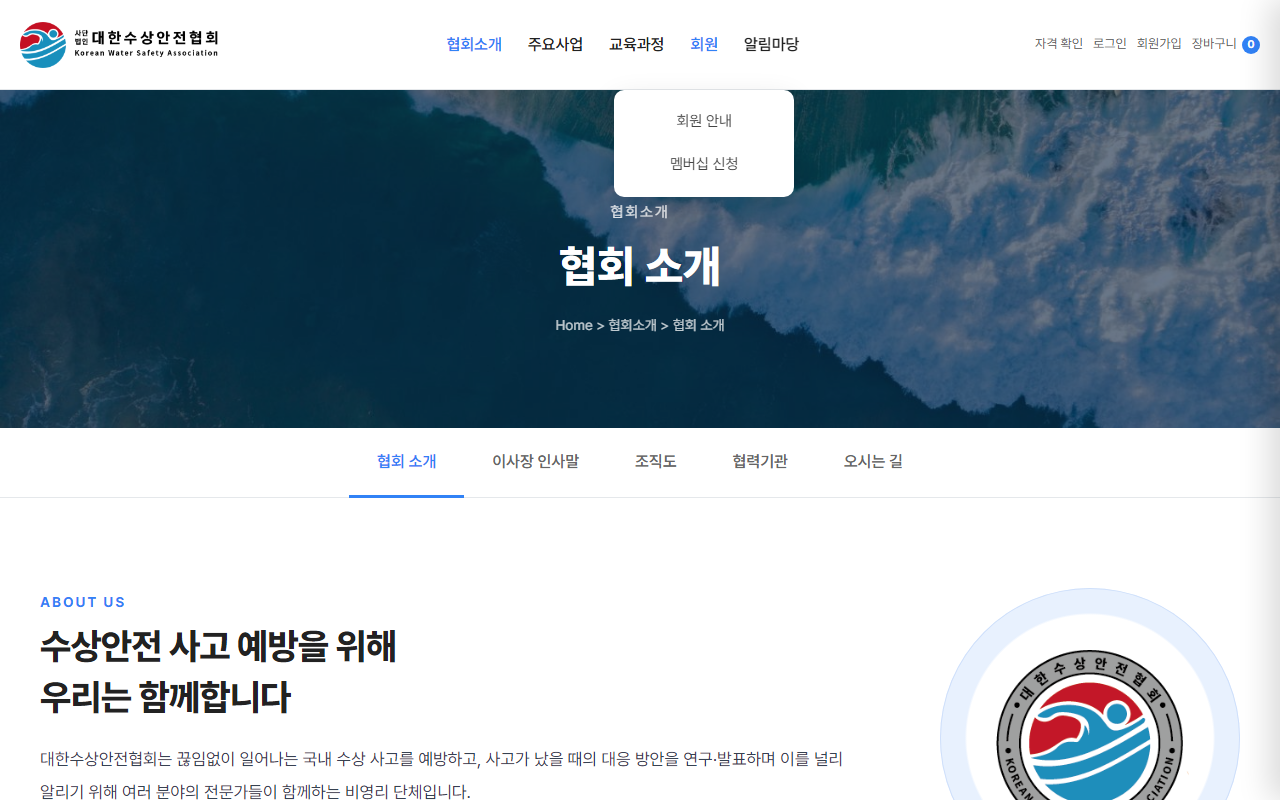 사단
법인
대한수상안전협회
Korean Water Safety Association
협회소개 주요사업 교육과정 회원 알림마당
자격 확인 로그인 회원가입 장바구니 0
회원 안내
멤버십 신청
협회소개
협회 소개
Home > 협회소개 > 협회 소개
협회 소개 이사장 인사말 조직도 협력기관 오시는 길
ABOUT US
수상안전 사고 예방을 위해
우리는 함께합니다
대한수상안전협회는 끊임없이 일어나는 국내 수상 사고를 예방하고, 사고가 났을 때의 대응 방안을 연구·발표하며 이를 널리
알리기 위해 여러 분야의 전문가들이 함께하는 비영리 단체입니다.
대한수상안전협회